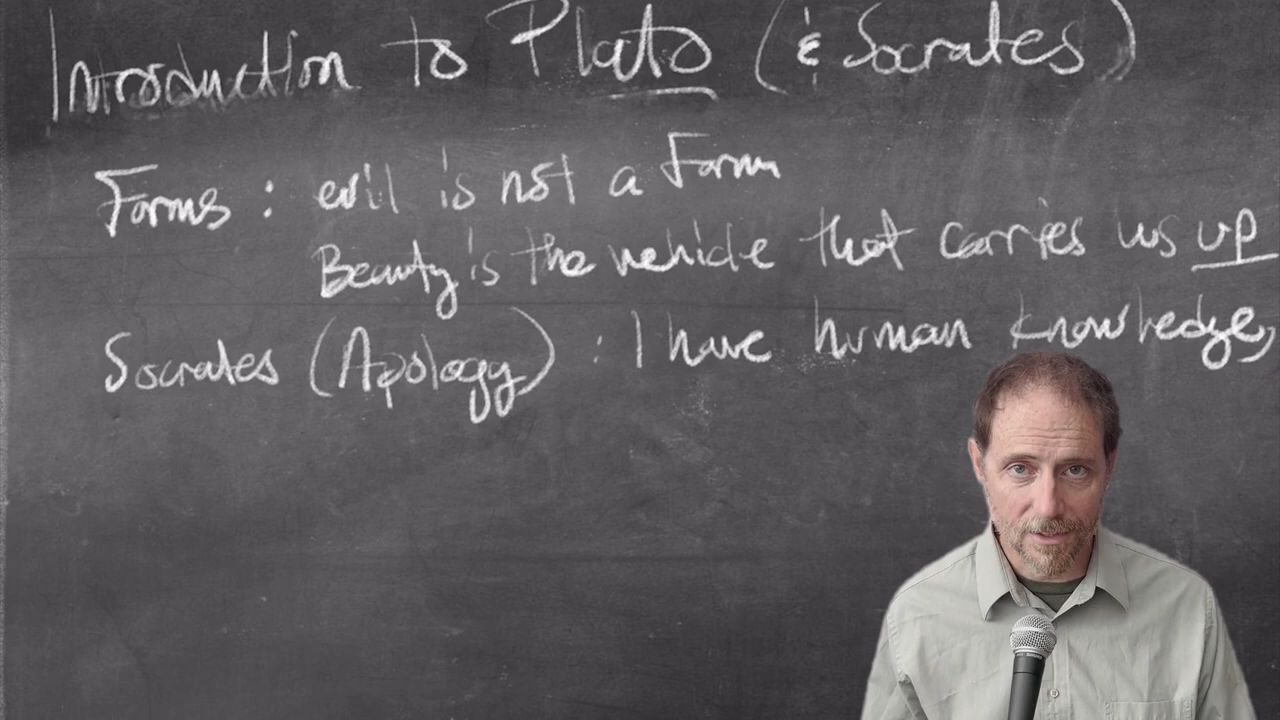 Introduction to Plato (& Socrates)
Forms : evil is not a Form
Beauty is the vehicle that carries us up
Socrates (Apology) : I have human knowledge,